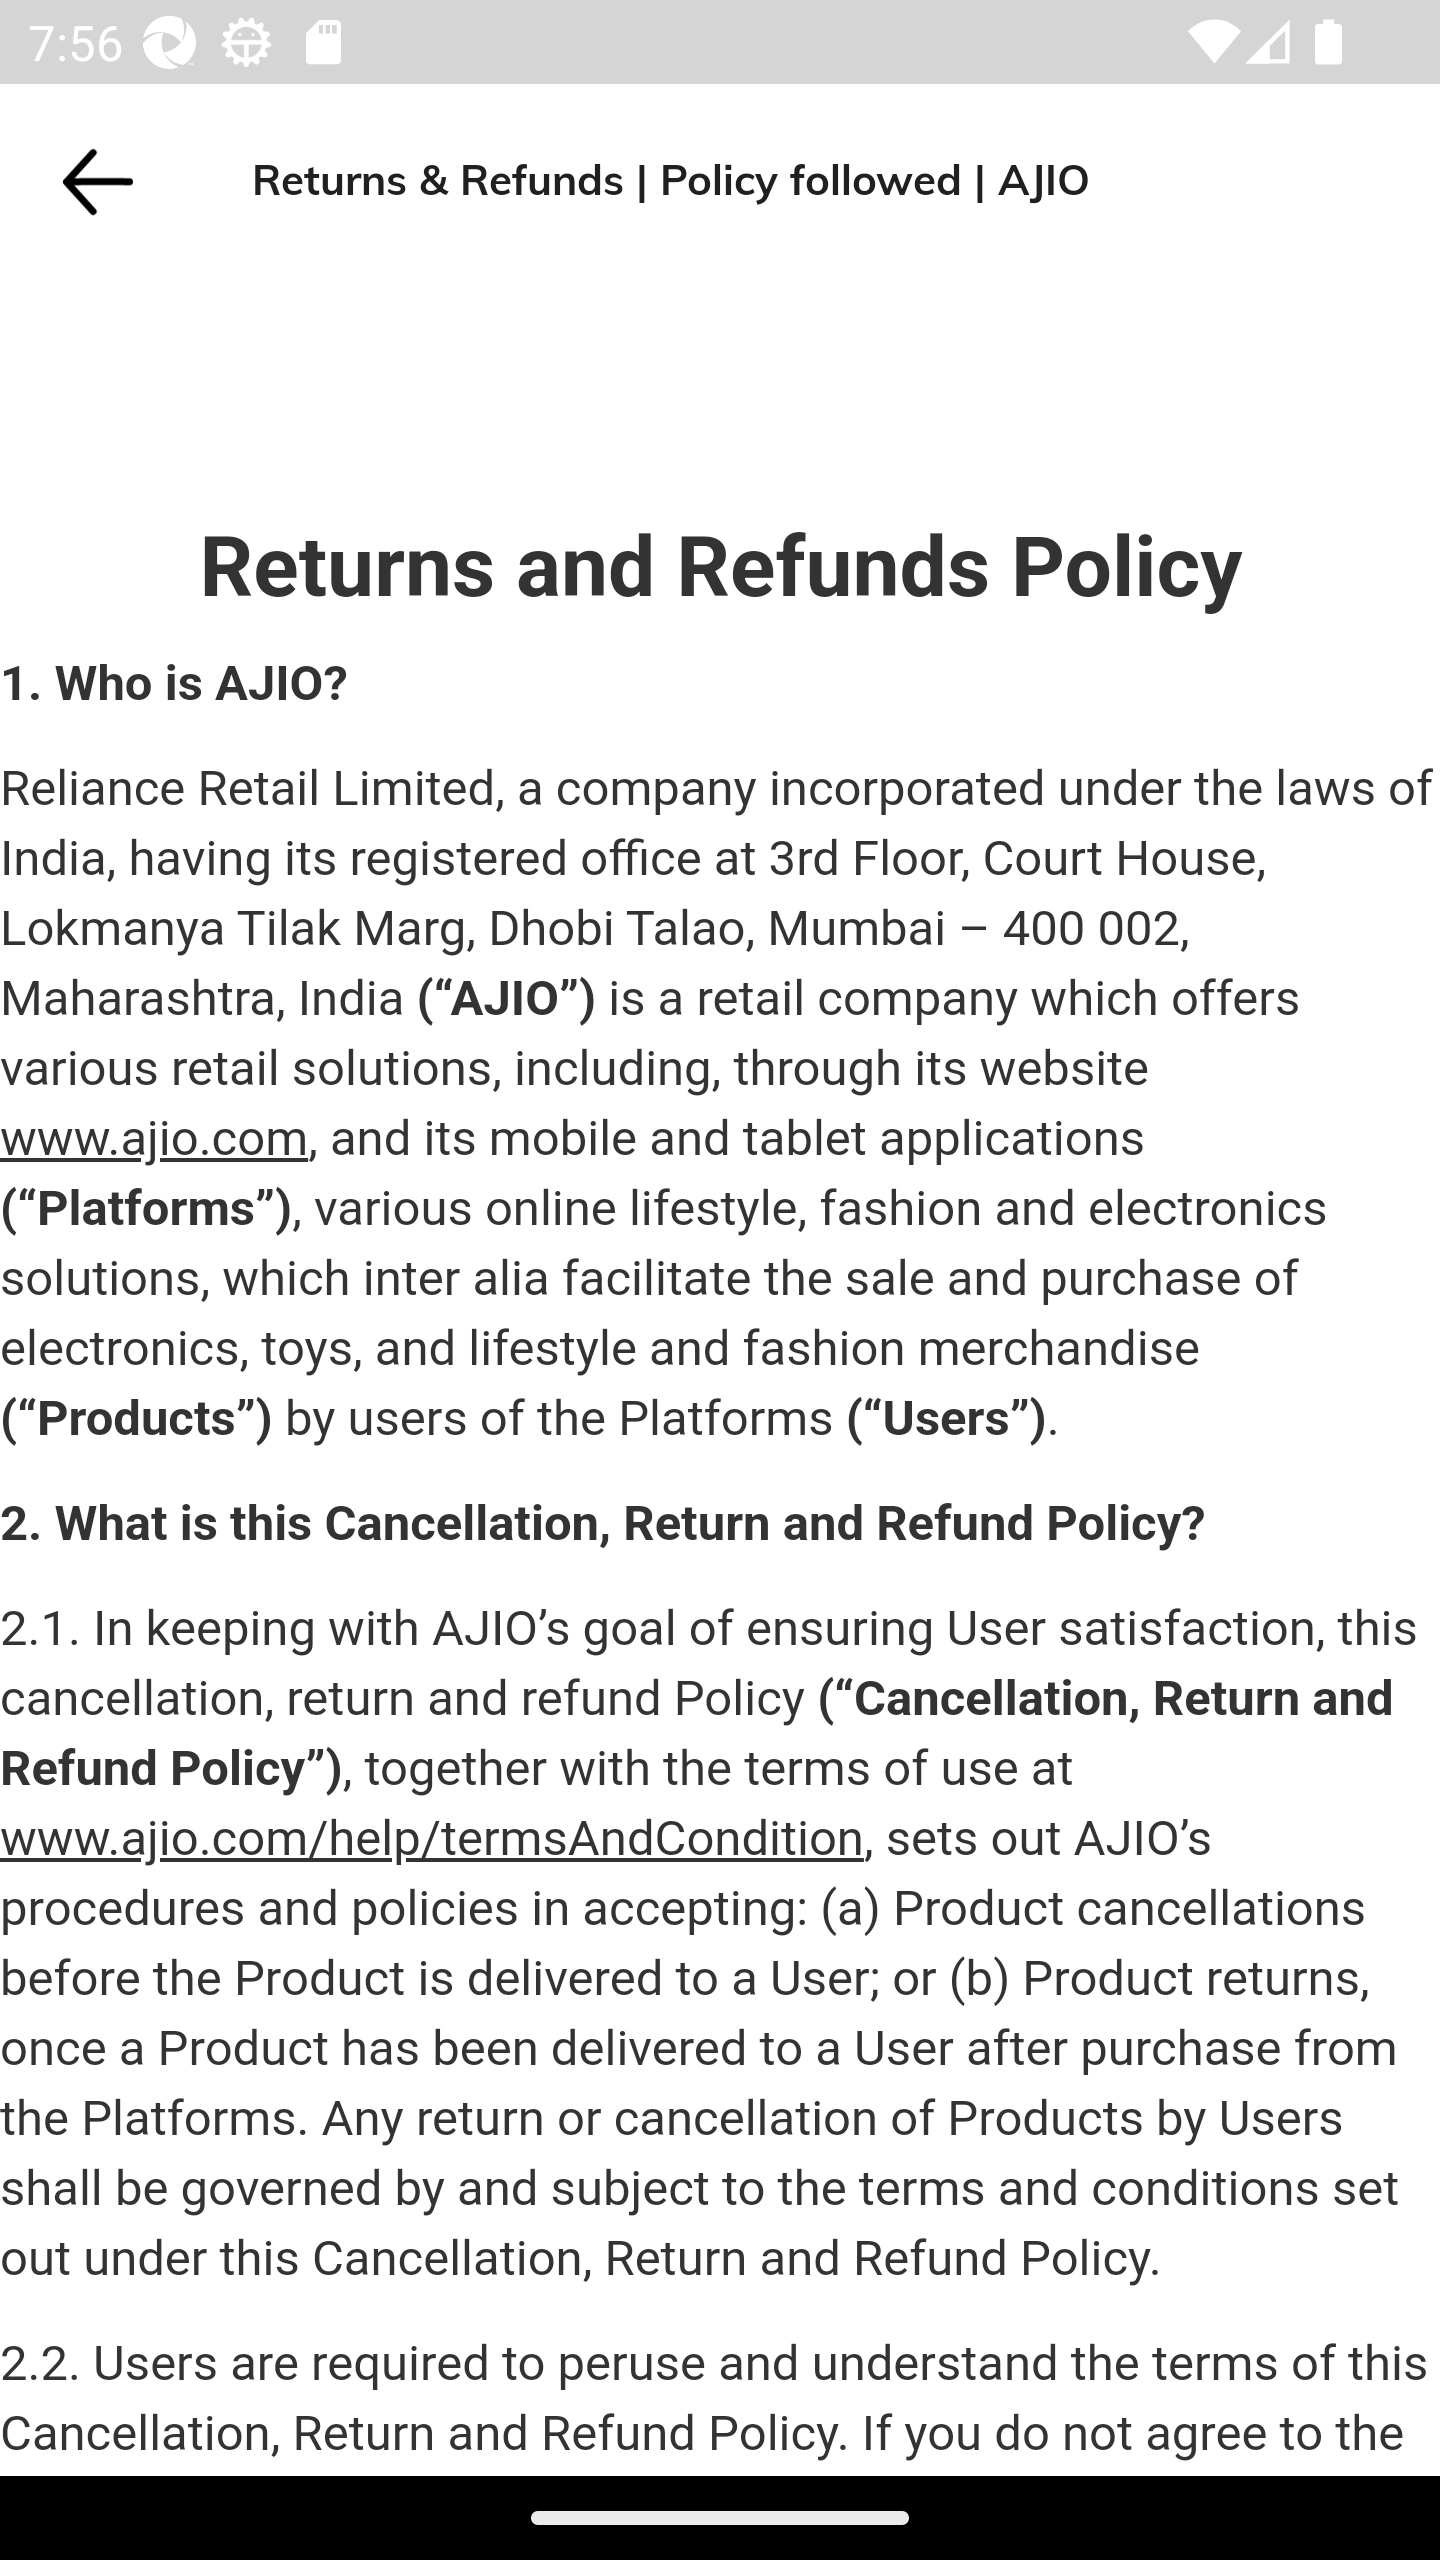 7:56
Returns & Refunds | Policy followed | AJIO
Returns and Refunds Policy
1. Who is AJIO?
Reliance Retail Limited, a company incorporated under the laws of
India, having its registered office at 3rd Floor, Court House,
Lokmanya Tilak Marg, Dhobi Talao, Mumbai – 400 002,
Maharashtra, India (“AJIO”) is a retail company which offers
various retail solutions, including, through its website
www.ajio.com, and its mobile and tablet applications
(“Platforms”), various online lifestyle, fashion and electronics
solutions, which inter alia facilitate the sale and purchase of
electronics, toys, and lifestyle and fashion merchandise
(“Products”) by users of the Platforms (“Users”).
2. What is this Cancellation, Return and Refund Policy?
2.1. In keeping with AJIO’s goal of ensuring User satisfaction, this
cancellation, return and refund Policy (“Cancellation, Return and
Refund Policy”), together with the terms of use at
www.ajio.com/help/termsAndCondition, sets out AJIO’s
procedures and policies in accepting: (a) Product cancellations
before the Product is delivered to a User; or (b) Product returns,
once a Product has been delivered to a User after purchase from
the Platforms. Any return or cancellation of Products by Users
shall be governed by and subject to the terms and conditions set
out under this Cancellation, Return and Refund Policy.
2.2. Users are required to peruse and understand the terms of this
Cancellation, Return and Refund Policy. If you do not agree to the